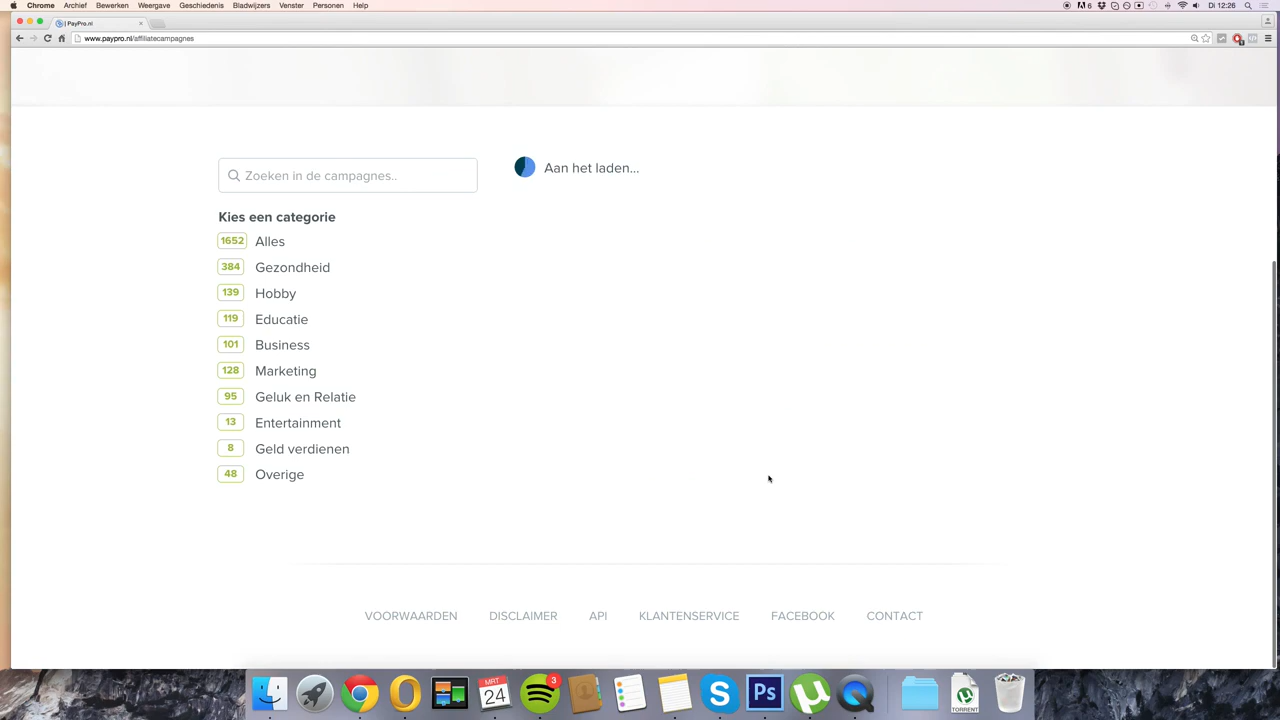 Chrome Archief Bewerken Weergave Geschiedenis Bladwijzers Venster Personen Help
6
Di 12:26
| PayPro.nl
www.paypro.nl/affiliatecampagnes
Zoeken in de campagnes..
Aan het laden...
Kies een categorie
1652 Alles
384 Gezondheid
139 Hobby
119 Educatie
101 Business
128 Marketing
95 Geluk en Relatie
13 Entertainment
8 Geld verdienen
48 Overige
VOORWAARDEN DISCLAIMER API KLANTENSERVICE FACEBOOK CONTACT
MRT
24
3
Ps
TORRENT